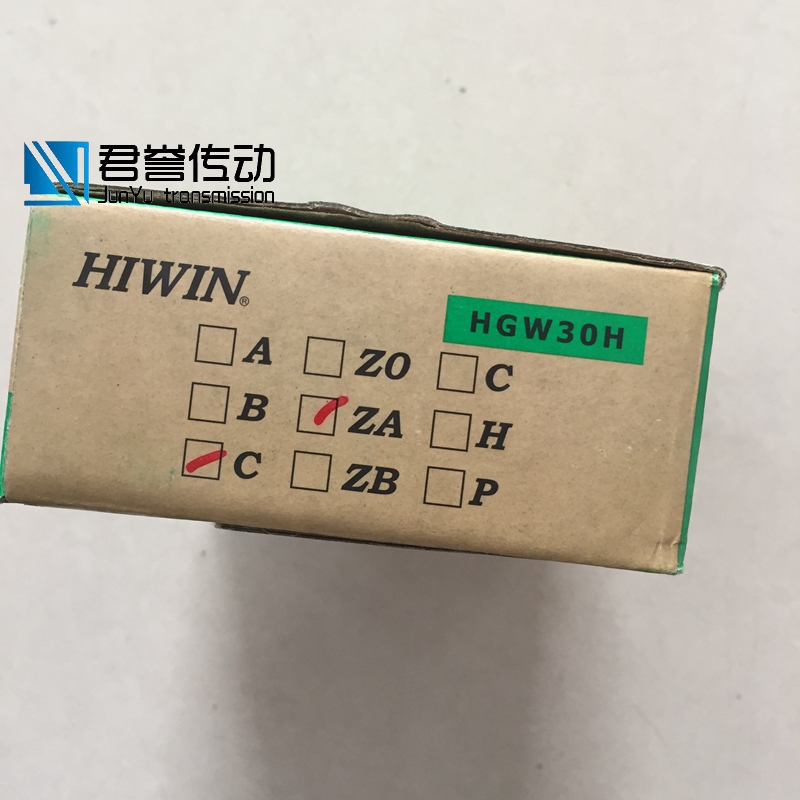 君誉传动
JunYu transmission
HIWIN®
HGW30H
A ZO C
B ZA H
C ZB P